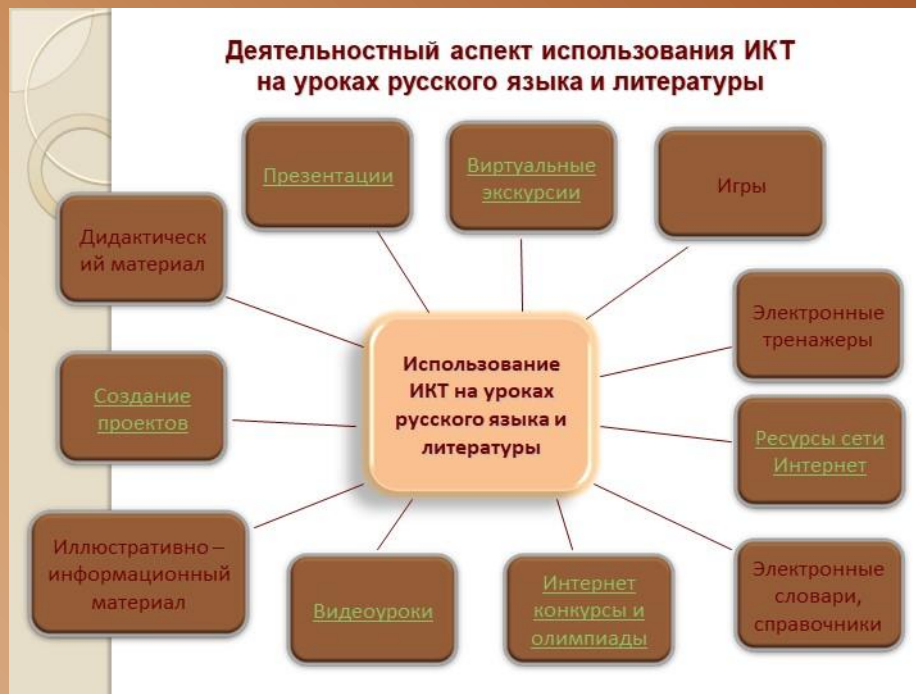 Деятельностный аспект использования ИКТ
на уроках русского языка и литературы
Презентации
Виртуальные
экскурсии
Игры
Дидактическ
ий материал
Электронные
тренажеры
Использование
ИКТ на уроках
русского языка и
литературы
Создание
проектов
Ресурсы сети
Интернет
Иллюстративно –
информационный
материал
Видеоуроки
Интернет
конкурсы и
олимпиады
Электронные
словари,
справочники